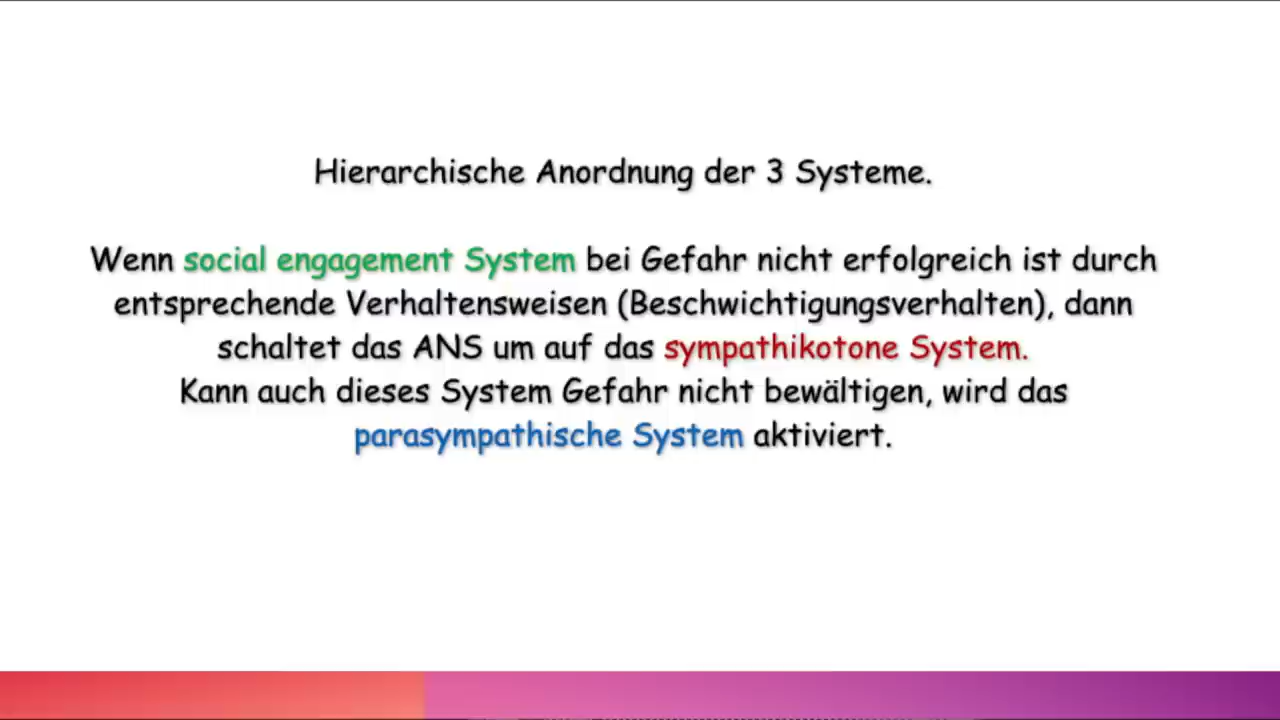 Hierarchische Anordnung der 3 Systeme.
Wenn social engagement System bei Gefahr nicht erfolgreich ist durch
entsprechende Verhaltensweisen (Beschwichtigungsverhalten), dann
schaltet das ANS um auf das sympathikotone System.
Kann auch dieses System Gefahr nicht bewältigen, wird das
parasympathische System aktiviert.